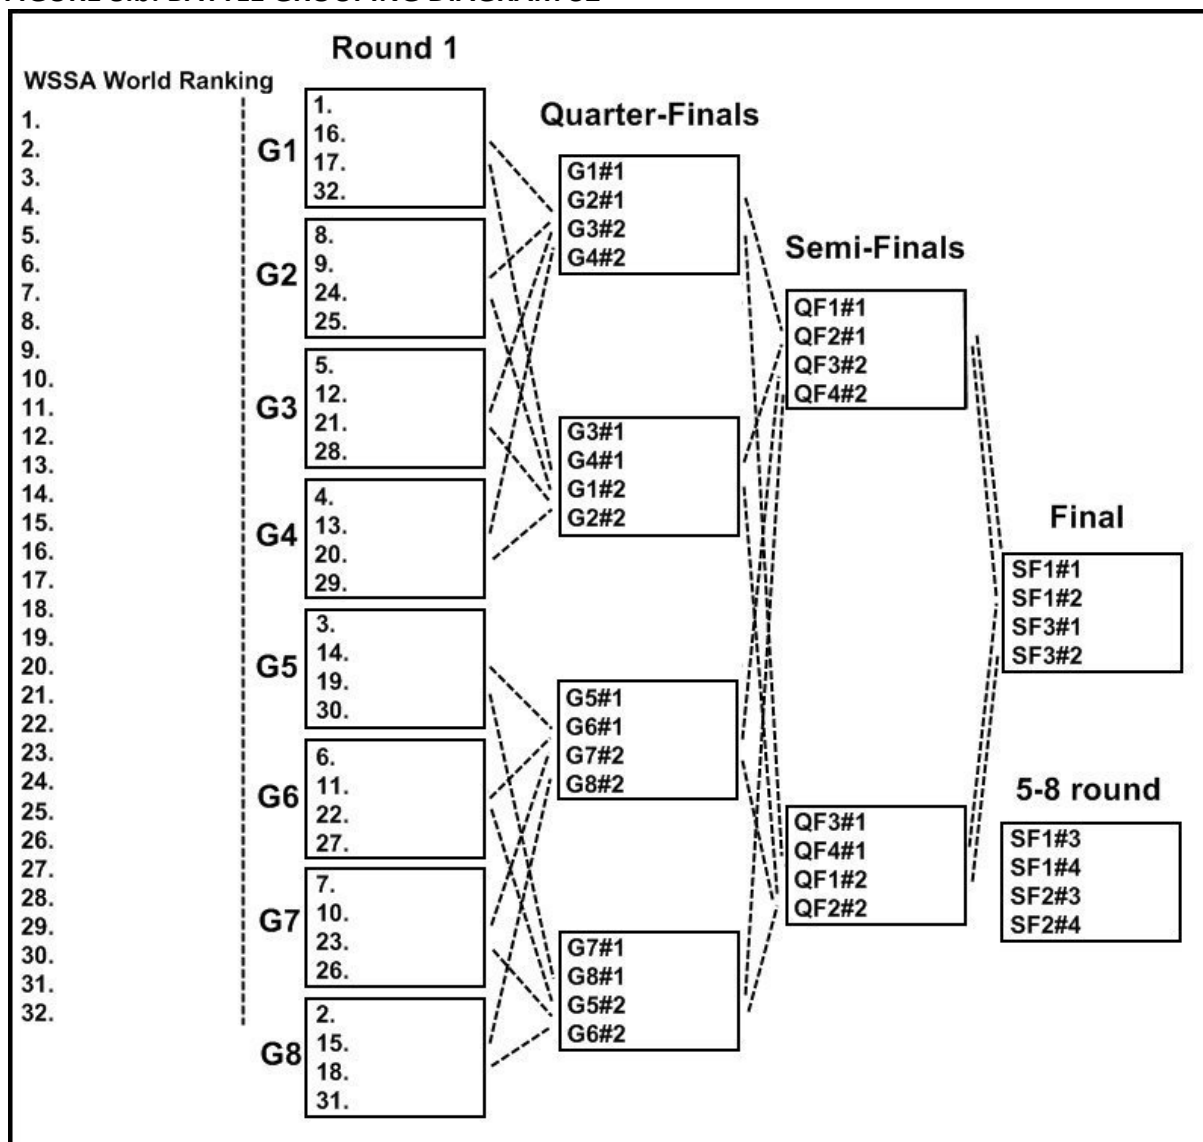 FIGURE 3.b: BATTLE GROUPING DIAGRAM 32
Round 1
WSSA World Ranking
1.
2.
3.
4.
5.
6.
7.
8.
9.
10.
11.
12.
13.
14.
15.
16.
17.
18.
19.
20.
21.
22.
23.
24.
25.
26.
27.
28.
29.
30.
31.
32.
G1
1.
16.
17.
32.
G2
8.
9.
24.
25.
G3
5.
12.
21.
28.
G4
4.
13.
20.
29.
G5
3.
14.
19.
30.
G6
6.
11.
22.
27.
G7
7.
10.
23.
26.
G8
2.
15.
18.
31.
Quarter-Finals
G1#1
G2#1
G3#2
G4#2
G3#1
G4#1
G1#2
G2#2
G5#1
G6#1
G7#2
G8#2
G7#1
G8#1
G5#2
G6#2
Semi-Finals
QF1#1
QF2#1
QF3#2
QF4#2
QF3#1
QF4#1
QF1#2
QF2#2
Final
SF1#1
SF1#2
SF3#1
SF3#2
5-8 round
SF1#3
SF1#4
SF2#3
SF2#4